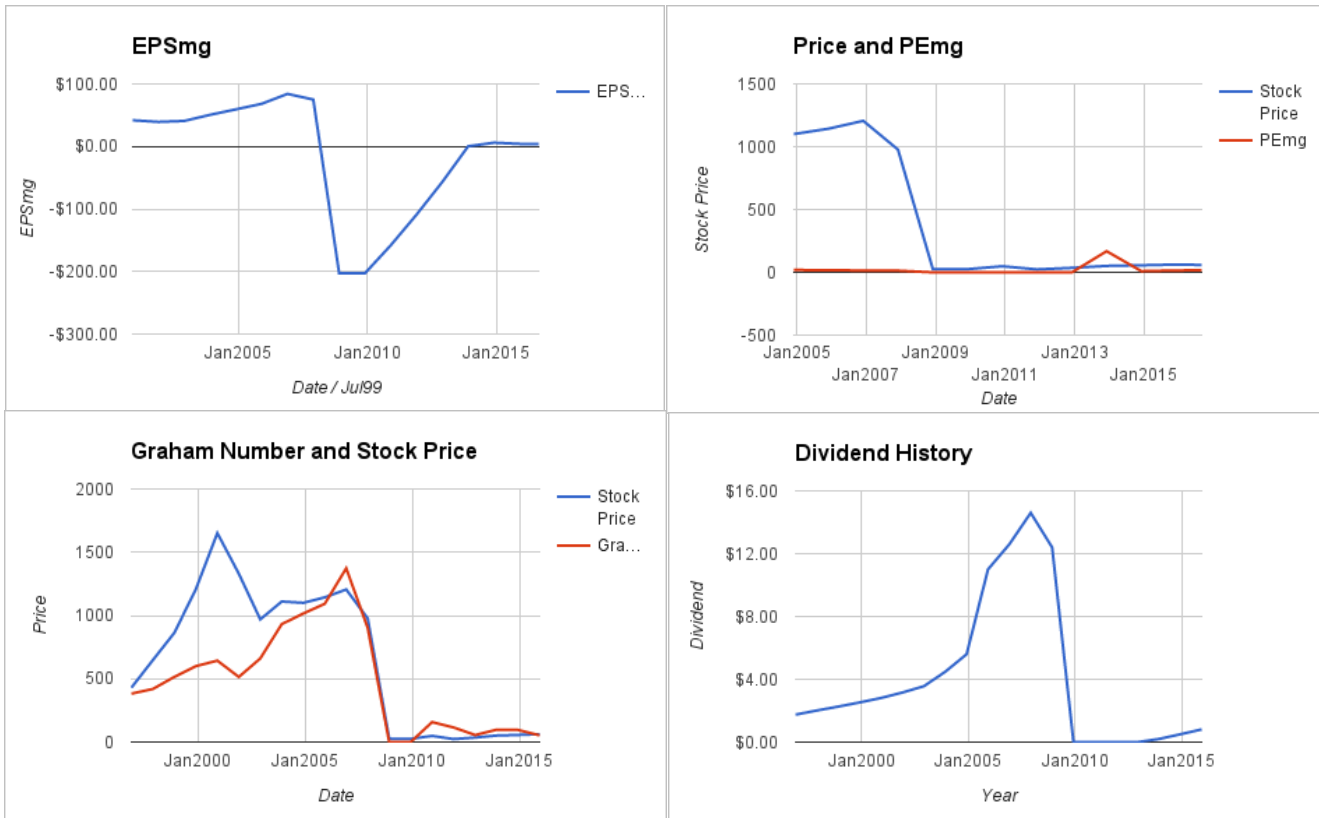 EPSmg
$100.00
$0.00
-$100.00
-$200.00
-$300.00
EPSmg
Jan2005
Jan2010
Jan2015
Date / Jul99
EPS...
Price and PEmg
1500
1000
500
0
-500
Stock Price
Jan2005
Jan2009
Jan2013
Jan2007
Jan2011
Jan2015
Date
Stock
Price
PEmg
Graham Number and Stock Price
2000
1500
1000
500
0
Price
Jan2000
Jan2005
Jan2010
Jan2015
Date
Stock
Price
Gra...
Dividend History
$16.00
$12.00
$8.00
$4.00
$0.00
Dividend
Jan2000
Jan2005
Jan2010
Jan2015
Year